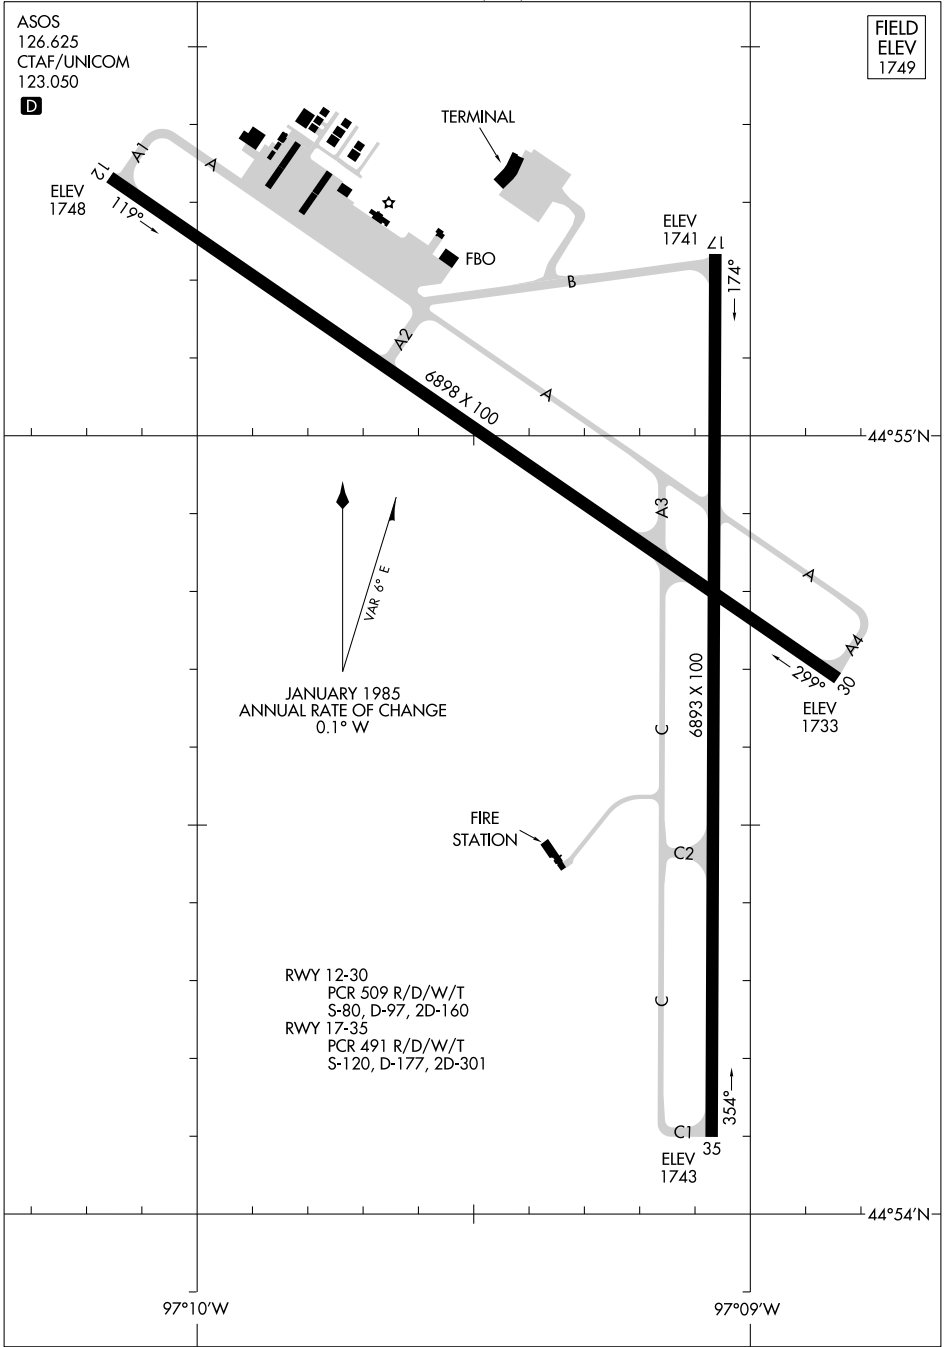 ASOS
126.625
CTAF/UNICOM
123.050
D
FIELD
ELEV
1749
TERMINAL
A1
A
12
ELEV
1748
119°
ELEV
1741
17
FBO
174°
B
A2
6898 X 100
A
44°55'N
A3
VAR 6° E
A
A4
JANUARY 1985
ANNUAL RATE OF CHANGE
0.1° W
6893 X 100
299°
30
ELEV
1733
C
FIRE
STATION
C2
RWY 12-30
PCR 509 R/D/W/T
S-80, D-97, 2D-160
RWY 17-35
PCR 491 R/D/W/T
S-120, D-177, 2D-301
C
354°
C1
35
ELEV
1743
44°54'N
97°10'W
97°09'W